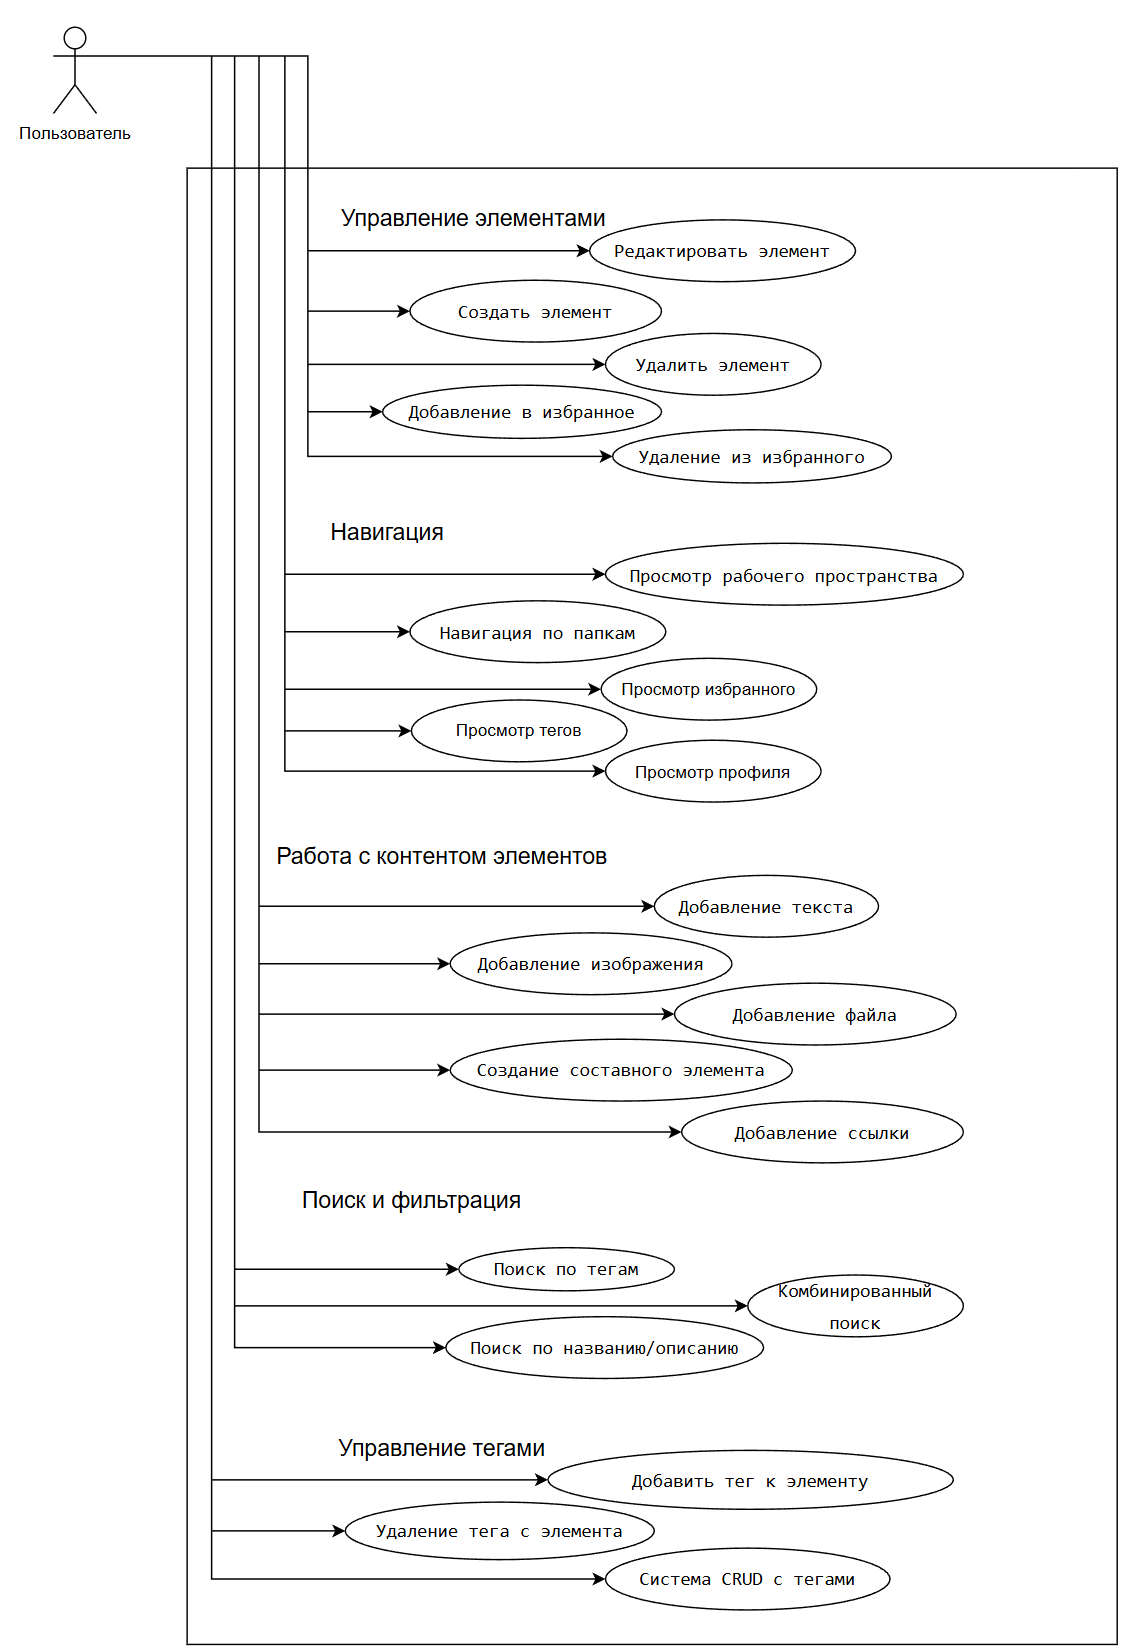 Пользователь
Управление элементами
Редактировать элемент
Создать элемент
Удалить элемент
Добавление в избранное
Удаление из избранного
Навигация
Просмотр рабочего пространства
Навигация по папкам
Просмотр избранного
Просмотр тегов
Просмотр профиля
Работа с контентом элементов
Добавление текста
Добавление изображения
Добавление файла
Создание составного элемента
Добавление ссылки
Поиск и фильтрация
Поиск по тегам
Комбинированный
поиск
Поиск по названию/описанию
Управление тегами
Добавить тег к элементу
Удаление тега с элемента
Система CRUD с тегами